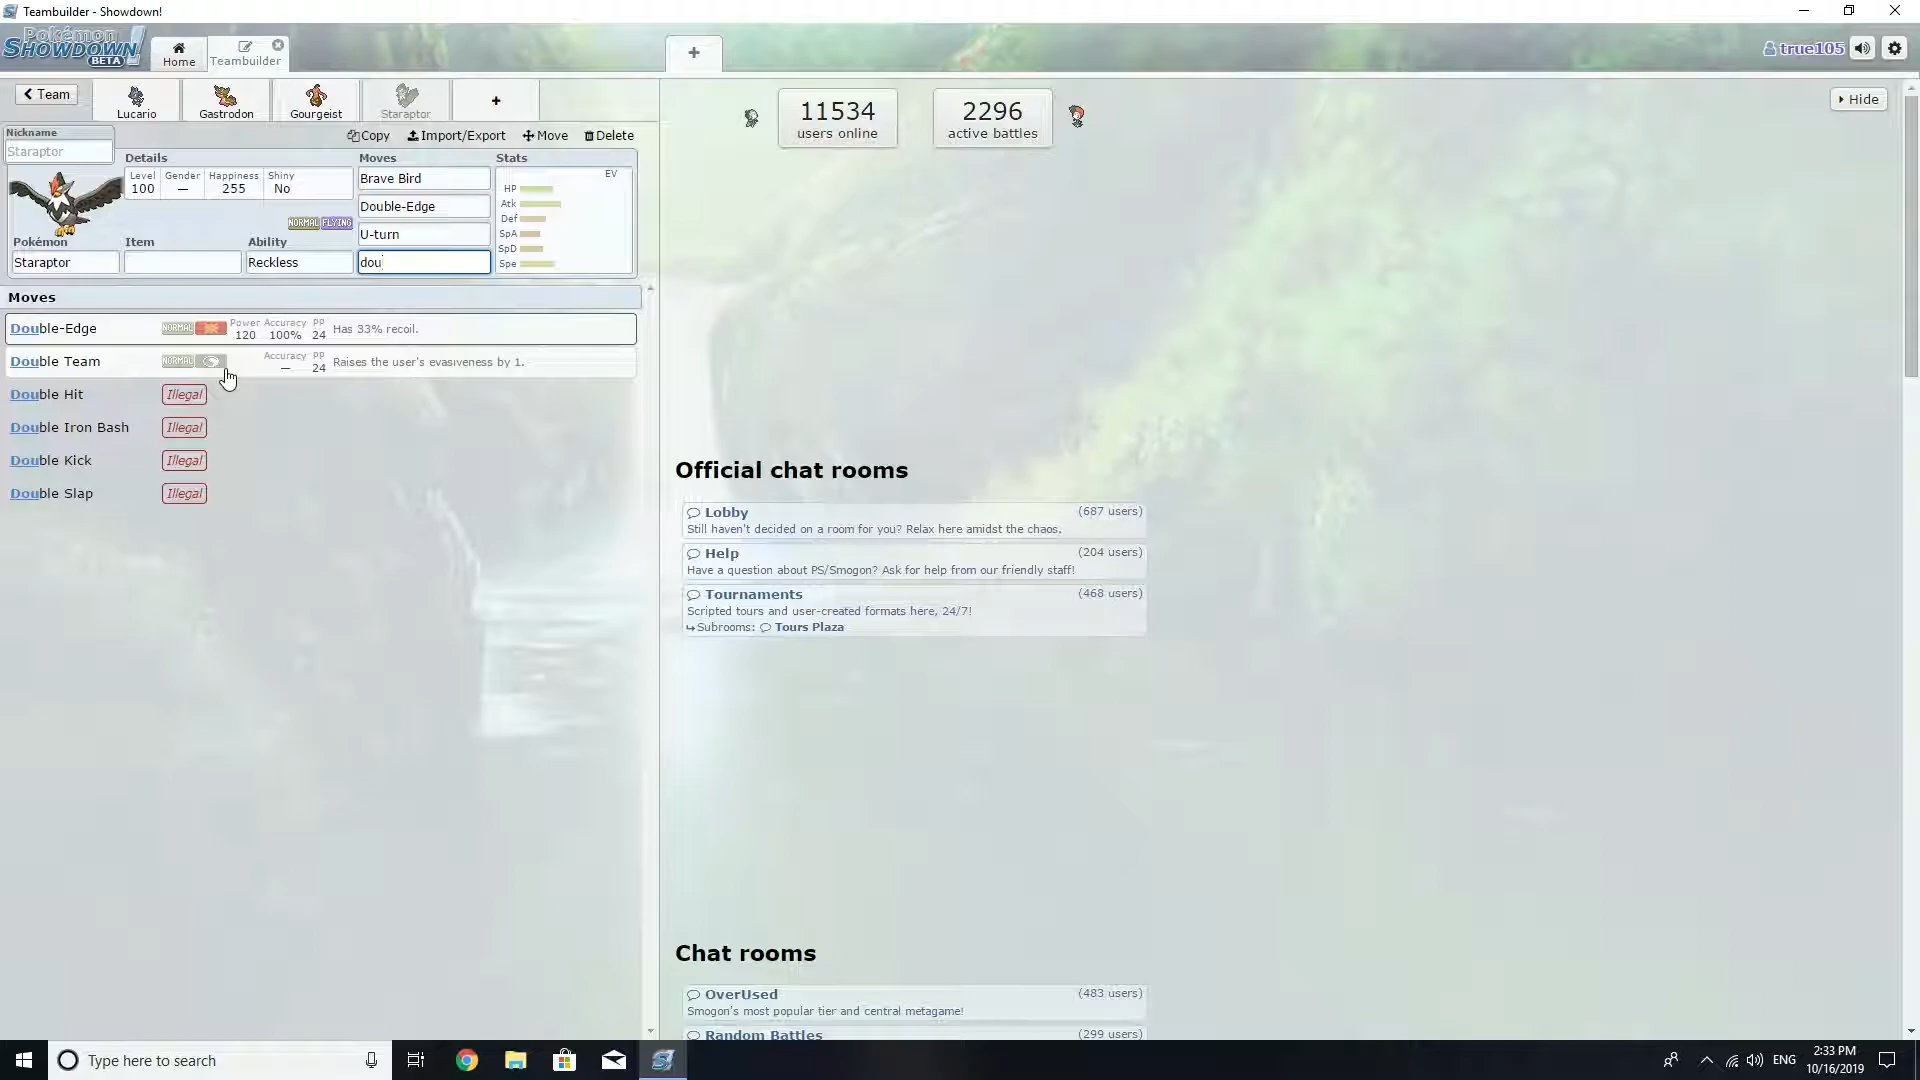 Teambuilder - Showdown!
Pokémon
SHOWDOWN!
BETA
Home
Teambuilder
+
true105
Team
Lucario
Gastrodon
Gourgeist
Staraptor
+
Copy
Import/Export
Move
Delete
Nickname
Staraptor
Details
Level
100
Gender
—
Happiness
255
Shiny
No
NORMAL FLYING
Pokémon
Staraptor
Item
Ability
Reckless
Moves
Brave Bird
Double-Edge
U-turn
dou
Stats
EV
HP
Atk
Def
SpA
SpD
Spe
Moves
Double-Edge NORMAL Power 120 Accuracy 100% PP 24 Has 33% recoil.
Double Team NORMAL Accuracy — PP 24 Raises the user's evasiveness by 1.
Double Hit Illegal
Double Iron Bash Illegal
Double Kick Illegal
Double Slap Illegal
11534
users online
2296
active battles
Hide
Official chat rooms
Lobby (687 users)
Still haven't decided on a room for you? Relax here amidst the chaos.
Help (204 users)
Have a question about PS/Smogon? Ask for help from our friendly staff!
Tournaments (468 users)
Scripted tours and user-created formats here, 24/7!
Subrooms: Tours Plaza
Chat rooms
OverUsed (483 users)
Smogon's most popular tier and central metagame!
Random Battles (299 users)
Type here to search
ENG
2:33 PM
10/16/2019